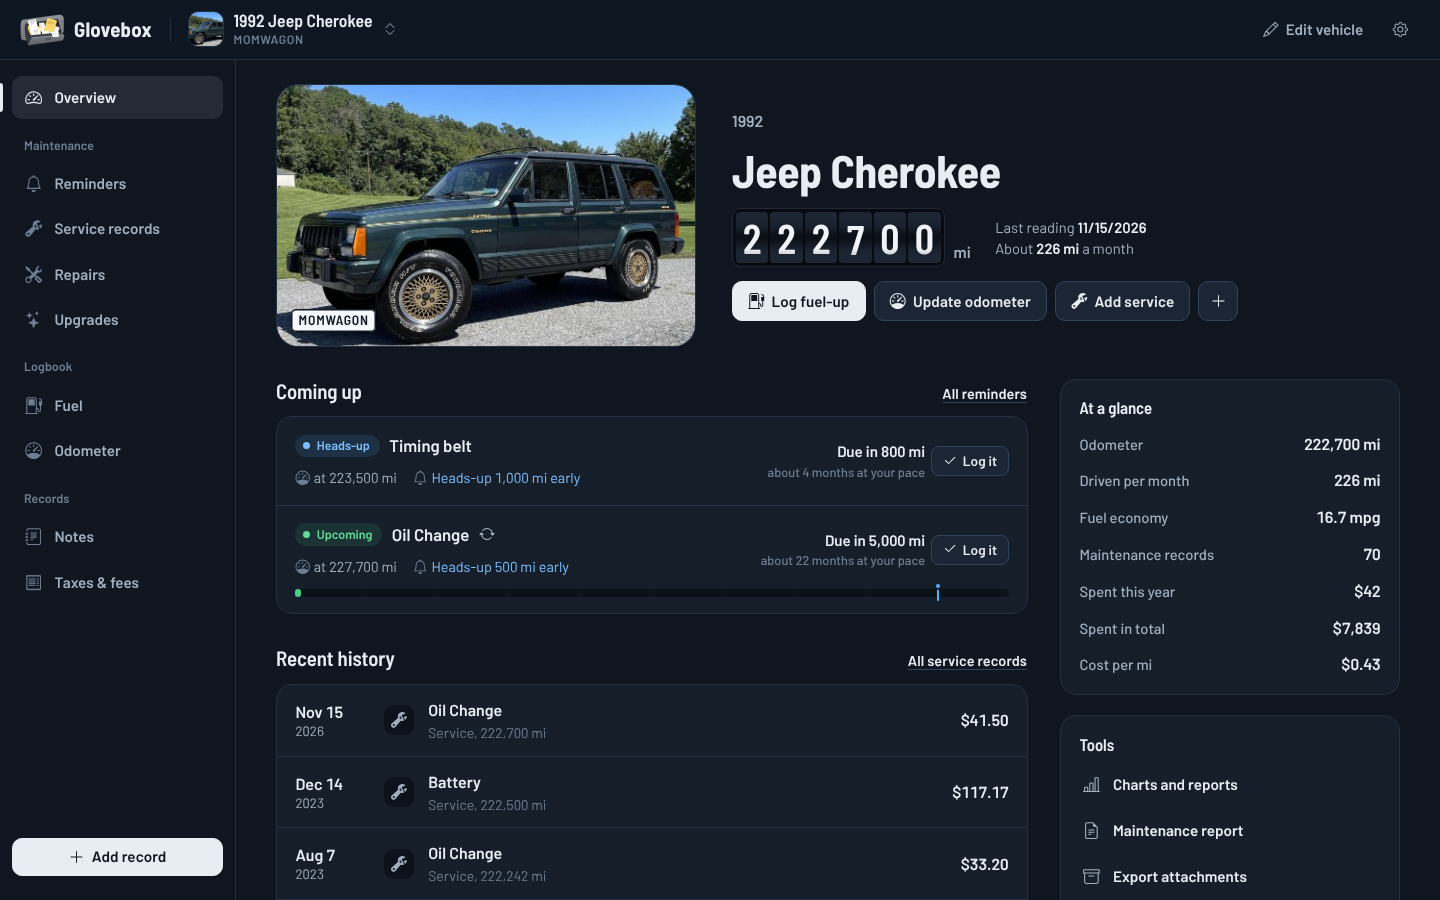 Glovebox
1992 Jeep Cherokee
MOMWAGON
Edit vehicle
Overview
Maintenance
Reminders
Service records
Repairs
Upgrades
Logbook
Fuel
Odometer
Records
Notes
Taxes & fees
Add record
MOMWAGON
1992
Jeep Cherokee
222700 mi
Last reading 11/15/2026
About 226 mi a month
Log fuel-up
Update odometer
Add service
Coming up
All reminders
Heads-up
Timing belt
at 223,500 mi
Heads-up 1,000 mi early
Due in 800 mi
about 4 months at your pace
Log it
Upcoming
Oil Change
at 227,700 mi
Heads-up 500 mi early
Due in 5,000 mi
about 22 months at your pace
Log it
Recent history
All service records
Nov 15
2026
Oil Change
Service, 222,700 mi
$41.50
Dec 14
2023
Battery
Service, 222,500 mi
$117.17
Aug 7
2023
Oil Change
Service, 222,242 mi
$33.20
At a glance
Odometer 222,700 mi
Driven per month 226 mi
Fuel economy 16.7 mpg
Maintenance records 70
Spent this year $42
Spent in total $7,839
Cost per mi $0.43
Tools
Charts and reports
Maintenance report
Export attachments